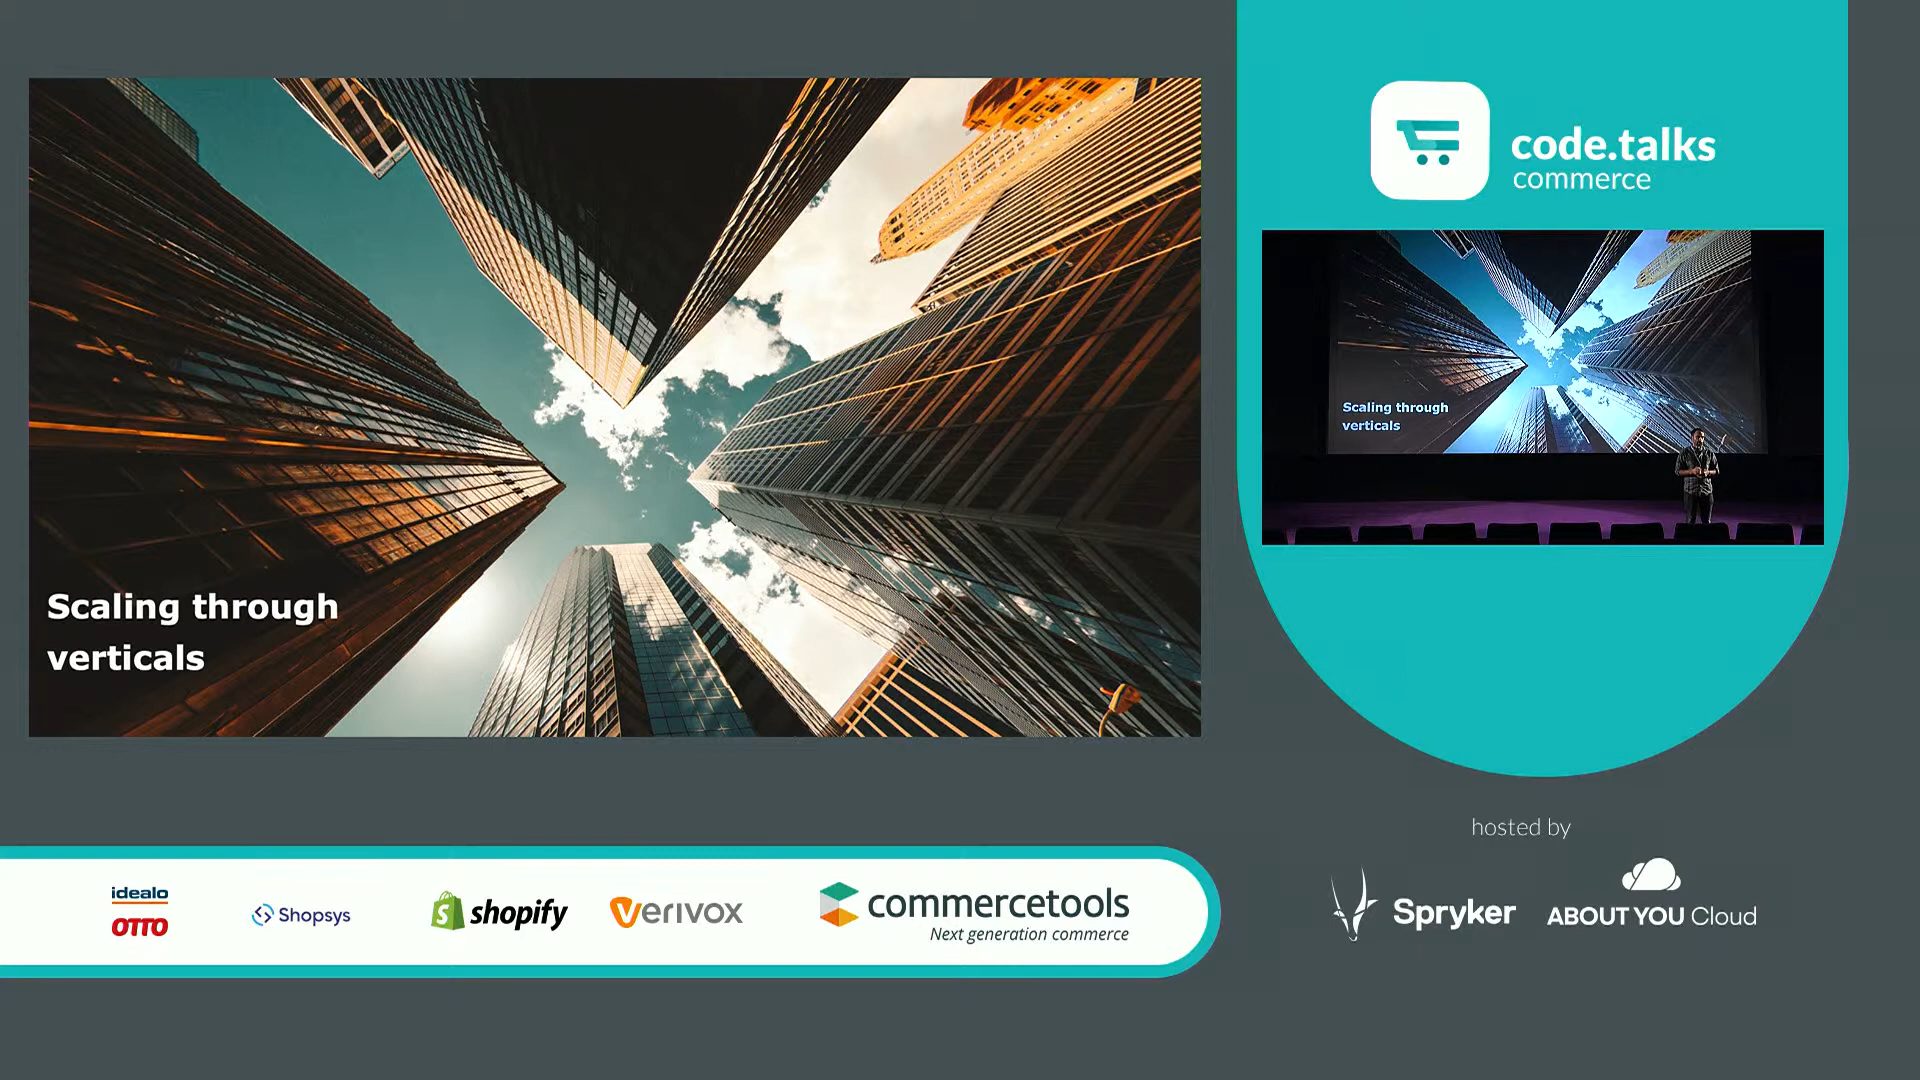 Scaling through
verticals
code.talks
commerce
Scaling through
verticals
hosted by
Spryker
ABOUT YOU Cloud
idealo
OTTO
Shopsys
shopify
verivox
commercetools
Next generation commerce